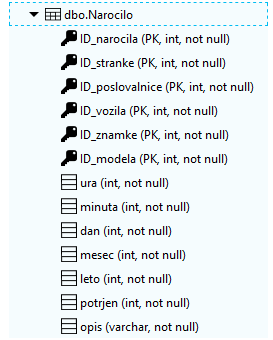 dbo.Narocilo
ID_narocila (PK, int, not null)
ID_stranke (PK, int, not null)
ID_poslovalnice (PK, int, not null)
ID_vozila (PK, int, not null)
ID_znamke (PK, int, not null)
ID_modela (PK, int, not null)
ura (int, not null)
minuta (int, not null)
dan (int, not null)
mesec (int, not null)
leto (int, not null)
potrjen (int, not null)
opis (varchar, not null)